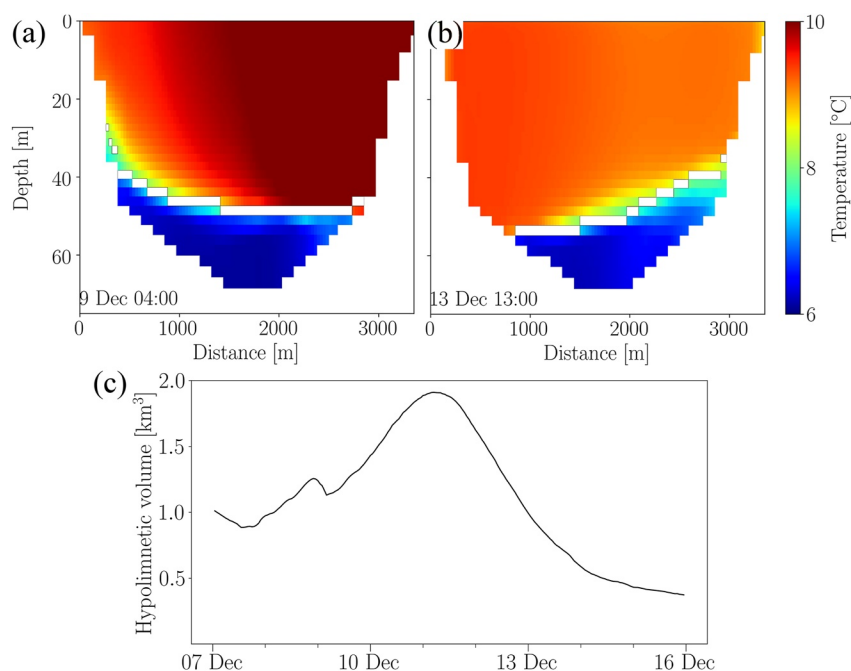 (a)
(b)
0
20
40
60
Depth [m]
9 Dec 04:00
13 Dec 13:00
0
1000
2000
3000
0
1000
2000
3000
Distance [m]
Distance [m]
10
8
6
Temperature [°C]
(c)
2.0
1.5
1.0
0.5
Hypolimnetic volume [km³]
07 Dec
10 Dec
13 Dec
16 Dec